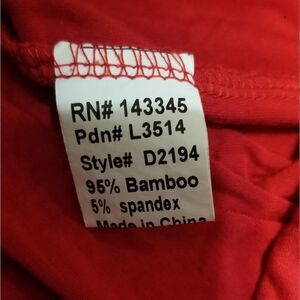 RN# 143345
Pdn# L3514
Style# D2194
95% Bamboo
5% spandex
Made in China